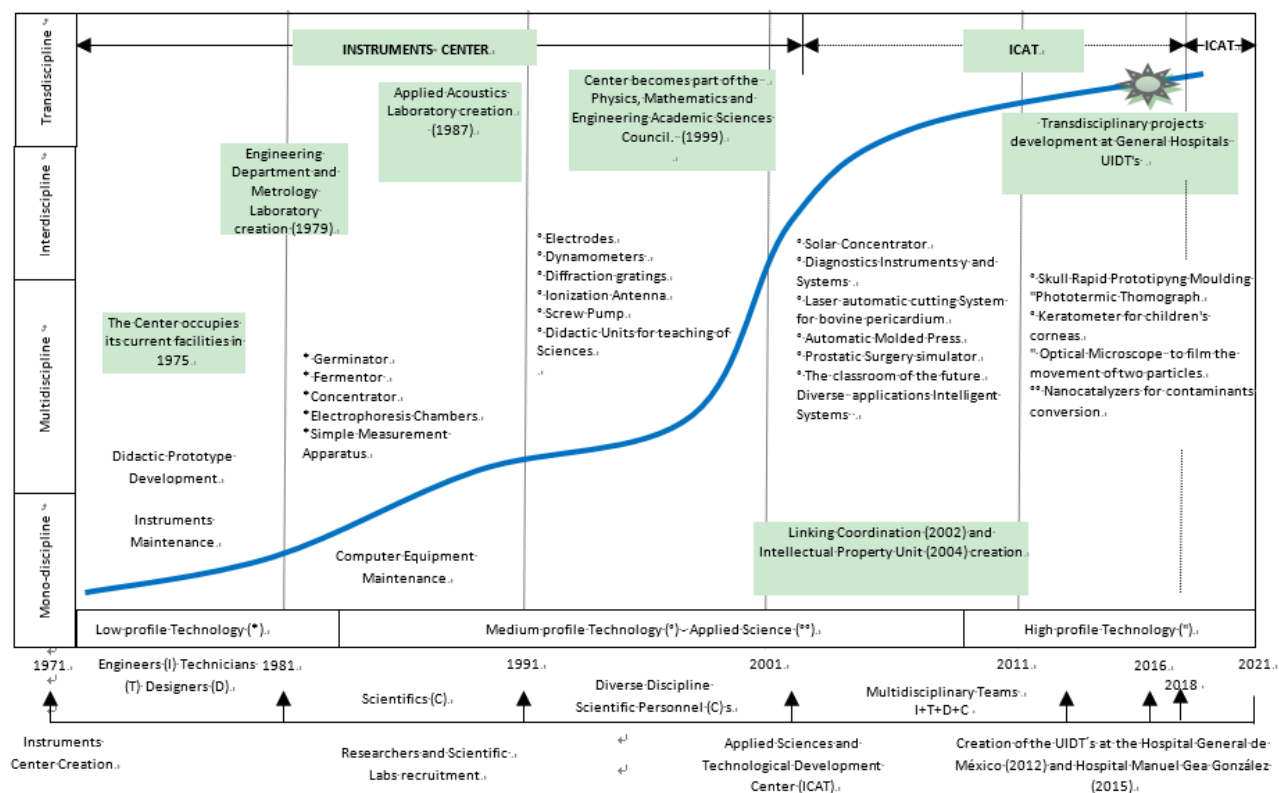 Transdiscipline
Interdiscipline
Multidiscipline
Mono-discipline
INSTRUMENTS- CENTER.
ICAT.
ICAT.
Applied Acoustics
Laboratory creation
(1987).
Center becomes part of the
Physics, Mathematics and
Engineering Academic Sciences
Council. (1999)
Transdisciplinary projects
development at General Hospitals
UIDT's
Engineering
Department and
Metrology
Laboratory
creation (1979).
The Center occupies
its current facilities in
1975.
Didactic Prototype
Development.
Instruments
Maintenance.
* Germinator.
* Fermentor.
* Concentrator.
*Electrophoresis Chambers.
*Simple Measurement
Apparatus.
Computer Equipment
Maintenance.
° Electrodes.
° Dynamometers.
° Diffraction gratings.
° Ionization Antenna.
° Screw Pump.
° Didactic Units for teaching of
Sciences.
° Solar Concentrator.
° Diagnostics Instruments y and
Systems
° Laser automatic cutting System
for bovine pericardium.
° Automatic Molded Press.
° Prostatic Surgery simulator.
° The classroom of the future.
Diverse applications Intelligent
Systems .
° Skull Rapid Prototipyng Moulding
"Phototermic Thomograph.
° Keratometer for children's
corneas.
" Optical Microscope to film the
movement of two particles.
°° Nanocatalyzers for contaminants
conversion.
Linking Coordination (2002) and
Intellectual Property Unit (2004) creation
Low-profile Technology (*).
Medium-profile Technology (°) - Applied Science (°°).
High-profile Technology (").
1971.
1981.
1991.
2001.
2011.
2016.
2018
2021.
Engineers (I) Technicians
(T) Designers (D).
Scientifics (C).
Diverse Discipline
Scientific Personnel (C) s.
Multidisciplinary Teams
I+T+D+C
Instruments
Center Creation.
Researchers and Scientific
Labs recruitment.
Applied Sciences and
Technological Development
Center (ICAT).
Creation of the UIDT´s at the Hospital General de
México (2012) and Hospital Manuel Gea González
(2015)